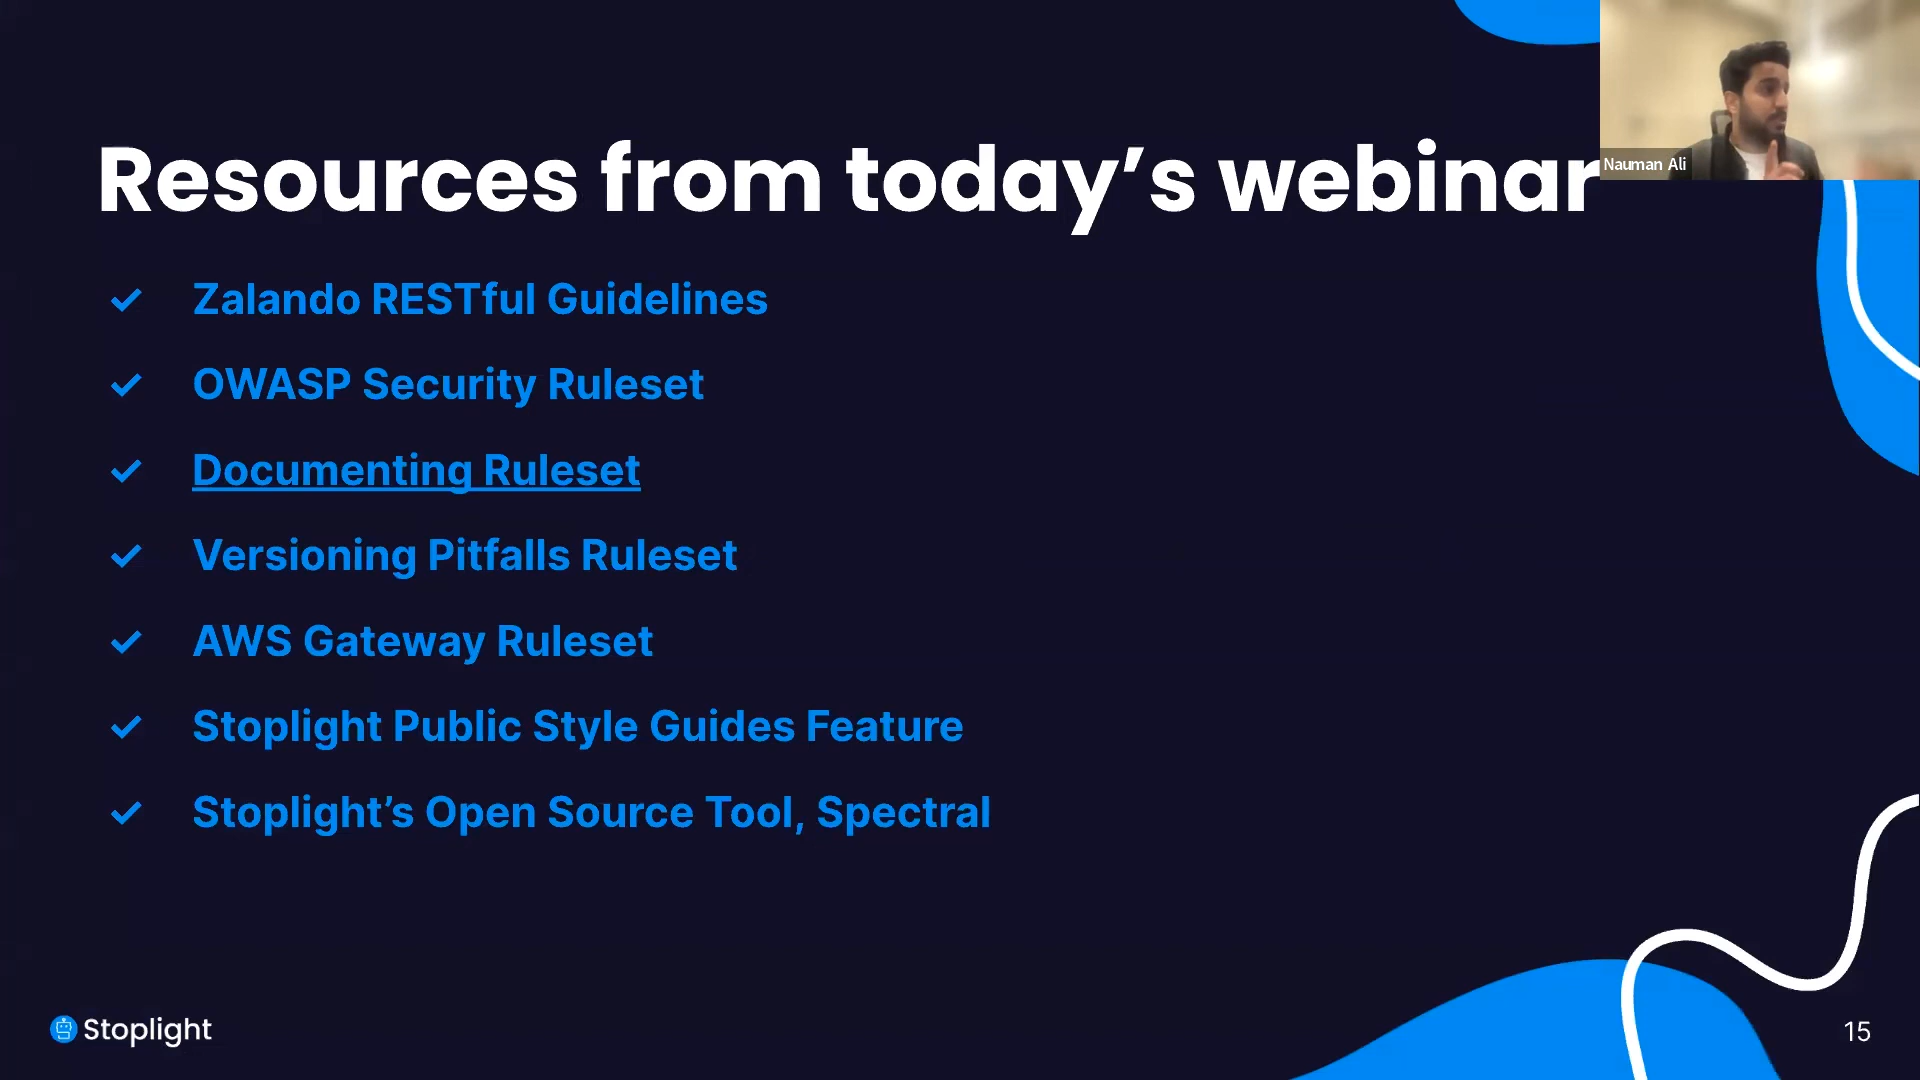 Resources from today’s webinar
Nauman Ali
Zalando RESTful Guidelines
OWASP Security Ruleset
Documenting Ruleset
Versioning Pitfalls Ruleset
AWS Gateway Ruleset
Stoplight Public Style Guides Feature
Stoplight’s Open Source Tool, Spectral
Stoplight
15